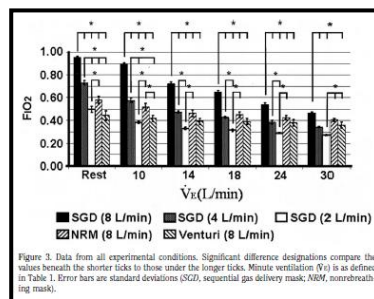 * * * * * *
1.00
0.80
0.60
0.40
0.20
0.00
FIO2
* * * * * * * *
Rest 10 14 18 24 30
V̇E(L/min)
SGD (8 L/min) SGD (4 L/min) SGD (2 L/min)
NRM (8 L/min) Venturi (8 L/min)
Figure 3. Data from all experimental conditions. Significant difference designations compare the
values beneath the shorter ticks to those under the longer ticks. Minute ventilation (V̇E) is as defined
in Table 1. Error bars are standard deviations (SGD, sequential gas delivery mask; NRM, nonrebreath-
ing mask).